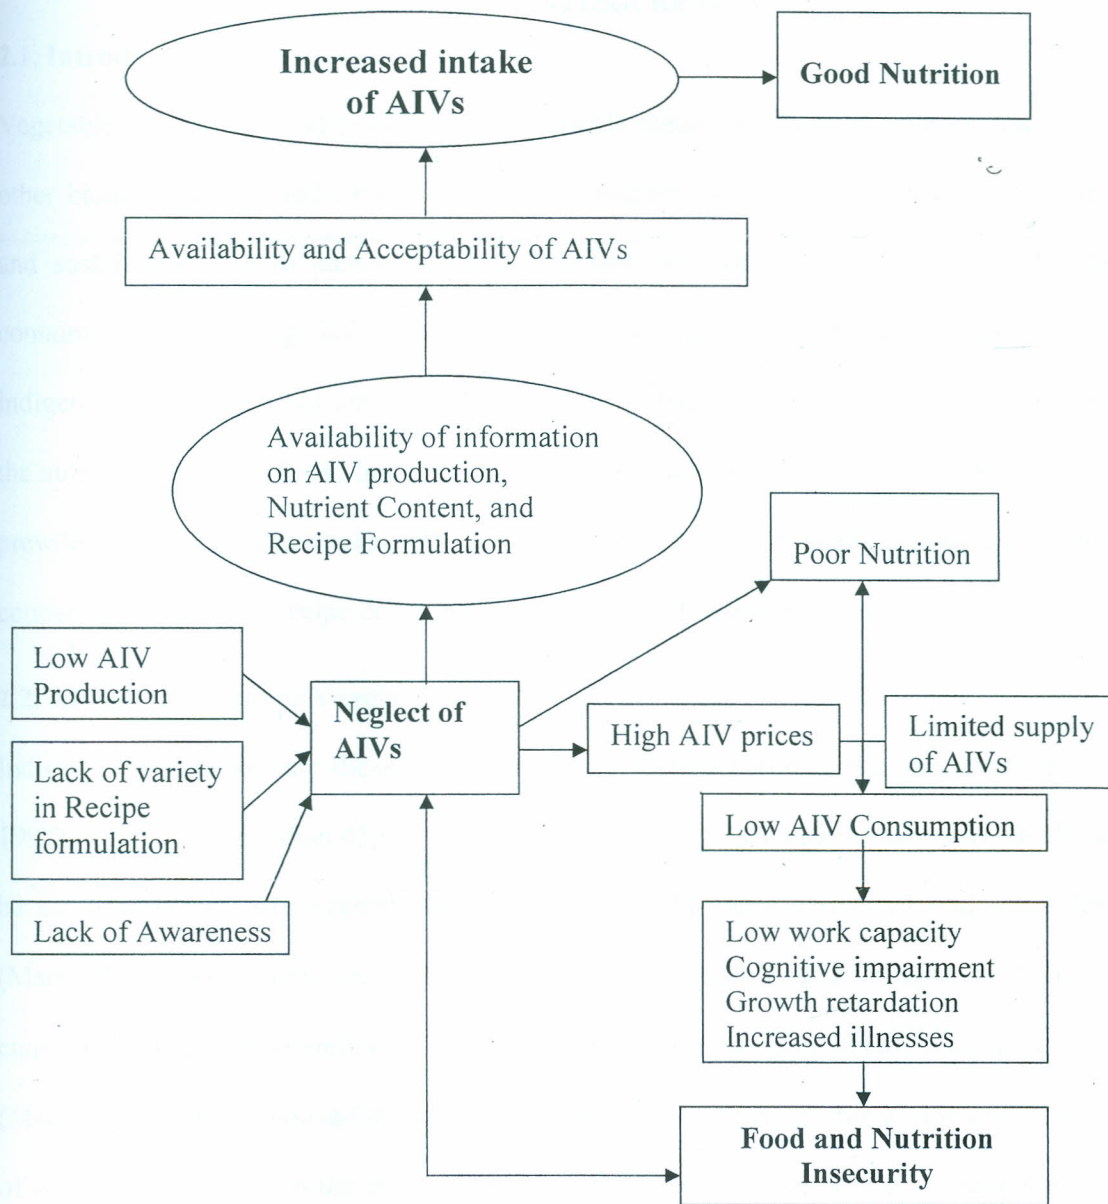 Increased intake
of AIVs
Good Nutrition
Availability and Acceptability of AIVs
Availability of information
on AIV production,
Nutrient Content, and
Recipe Formulation
Poor Nutrition
Low AIV
Production
Neglect of
AIVs
High AIV prices
Limited supply
of AIVs
Lack of variety
in Recipe
formulation
Low AIV Consumption
Lack of Awareness
Low work capacity
Cognitive impairment
Growth retardation
Increased illnesses
Food and Nutrition
Insecurity